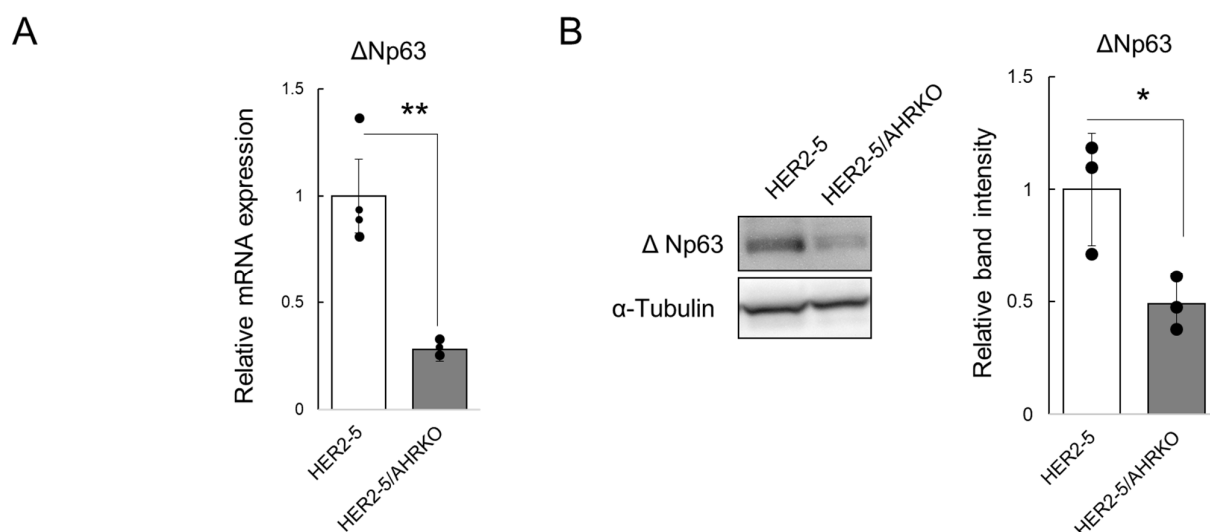 A
ΔNp63
Relative mRNA expression
1.5
1
0.5
0
**
HER2-5
HER2-5/AHRKO
B
HER2-5
HER2-5/AHRKO
Δ Np63
α-Tubulin
ΔNp63
Relative band intensity
1.5
1
0.5
0
*
HER2-5
HER2-5/AHRKO